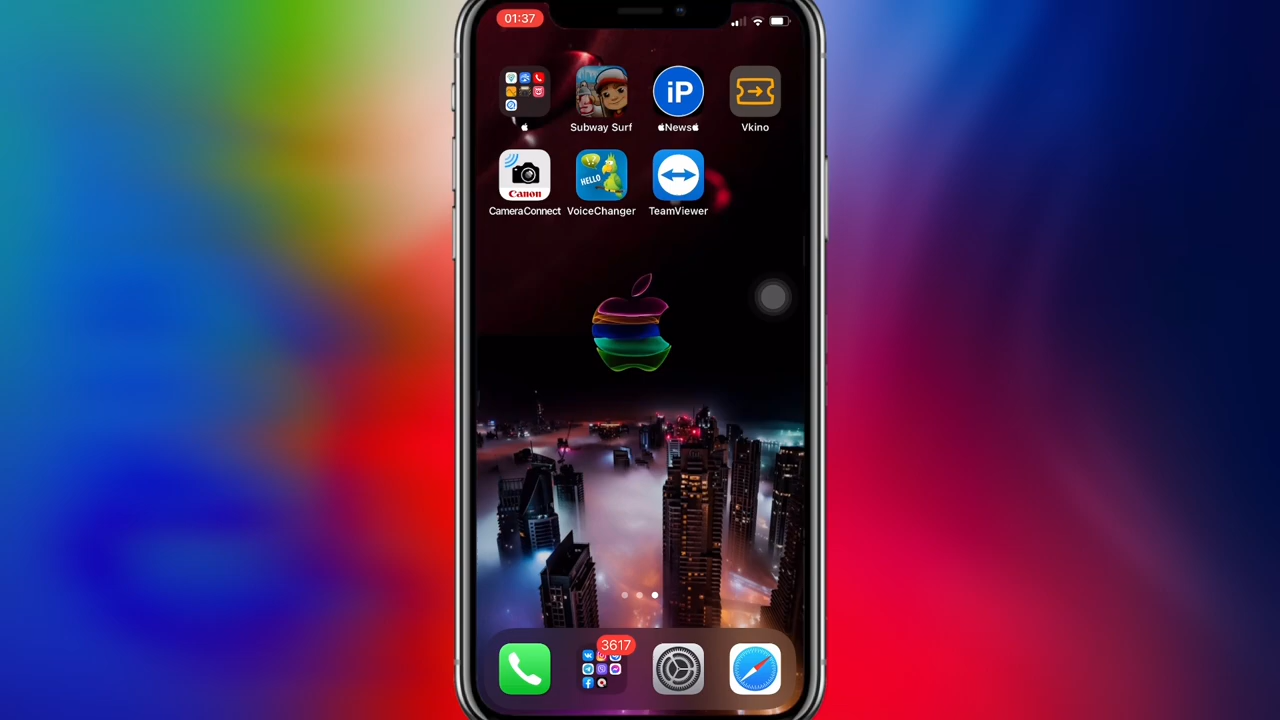 01:37
iP
Subway Surf
News
Vkino
Canon
HELLO
CameraConnect
VoiceChanger
TeamViewer
3617